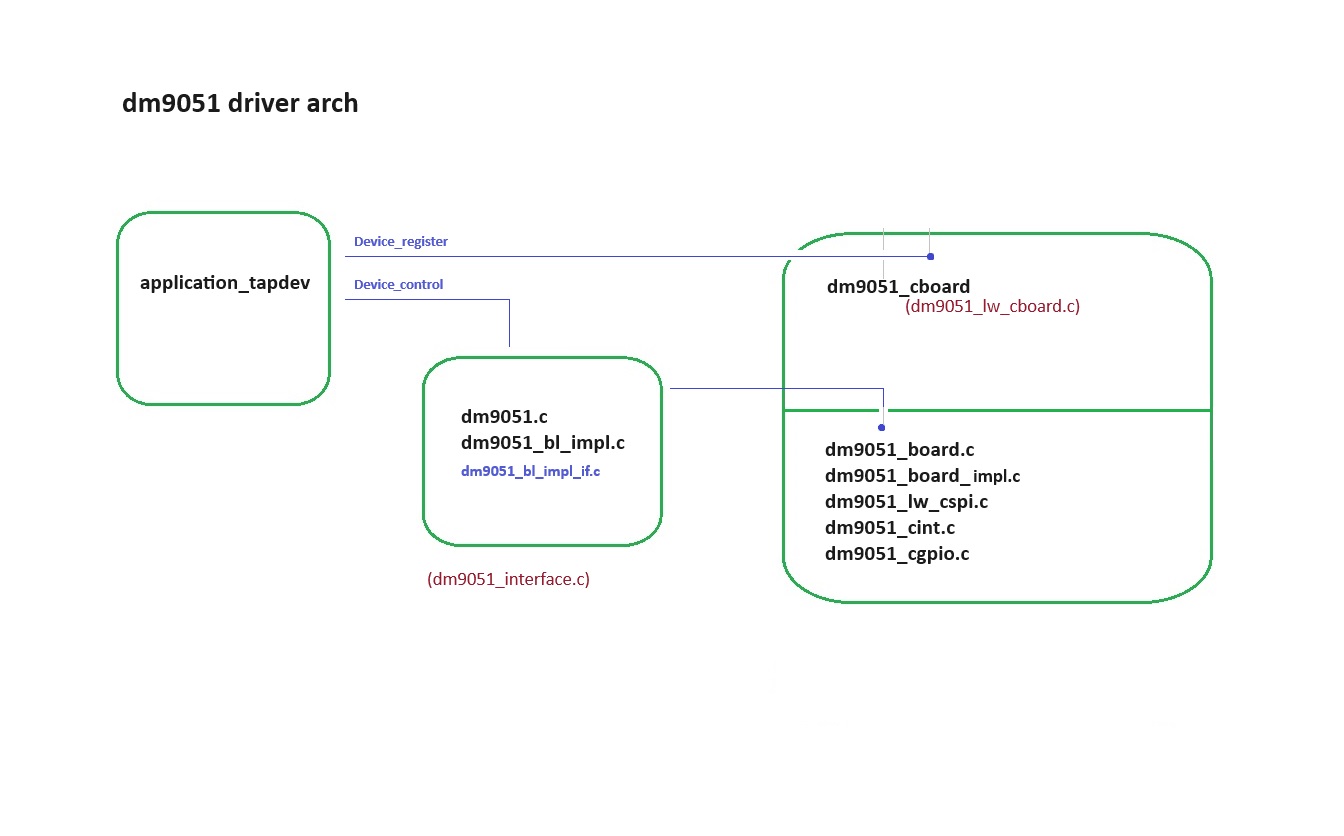 dm9051 driver arch
Device_register
application_tapdev
Device_control
dm9051_cboard
(dm9051_lw_cboard.c)
dm9051.c
dm9051_bl_impl.c
dm9051_bl_impl_if.c
(dm9051_interface.c)
dm9051_board.c
dm9051_board_impl.c
dm9051_lw_cspi.c
dm9051_cint.c
dm9051_cgpio.c